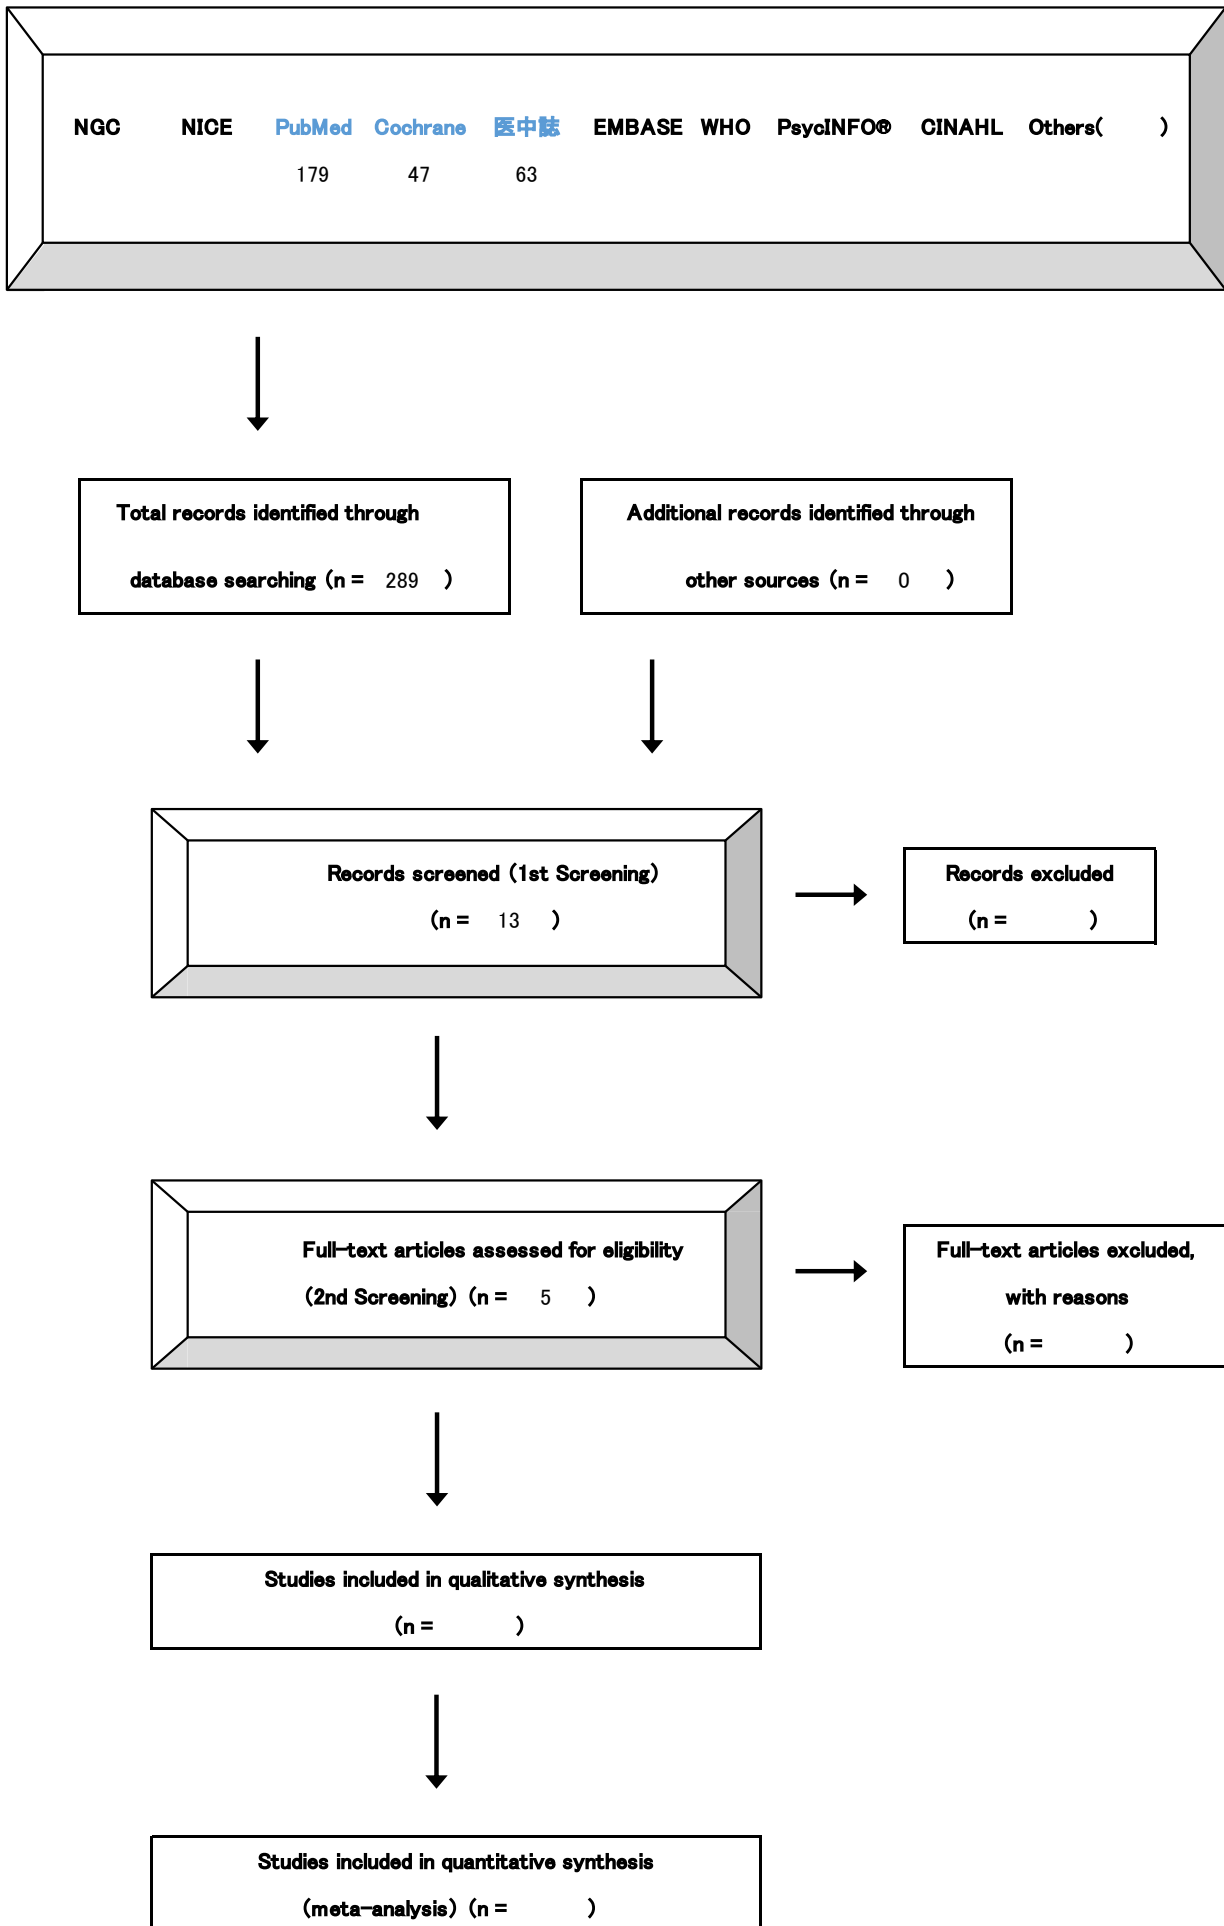 NGC NICE PubMed Cochrane 医中誌 EMBASE WHO PsycINFO® CINAHL Others( )
179 47 63
Total records identified through
database searching (n = 289 )
Additional records identified through
other sources (n = 0 )
Records screened (1st Screening)
(n = 13 )
Records excluded
(n = )
Full-text articles assessed for eligibility
(2nd Screening) (n = 5 )
Full-text articles excluded,
with reasons
(n = )
Studies included in qualitative synthesis
(n = )
Studies included in quantitative synthesis
(meta-analysis) (n = )